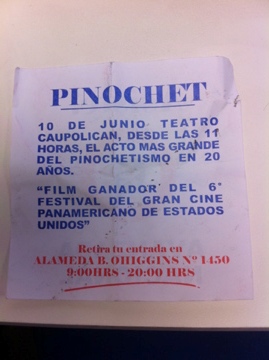 PINOCHET
10 DE JUNIO TEATRO
CAUPOLICAN, DESDE LAS 11
HORAS, EL ACTO MAS GRANDE
DEL PINOCHETISMO EN 20
AÑOS.
"FILM GANADOR DEL 6°
FESTIVAL DEL GRAN CINE
PANAMERICANO DE ESTADOS
UNIDOS"
Retira tu entrada en
ALAMEDA B. OHIGGINS Nº 1450
9:00HRS - 20:00 HRS